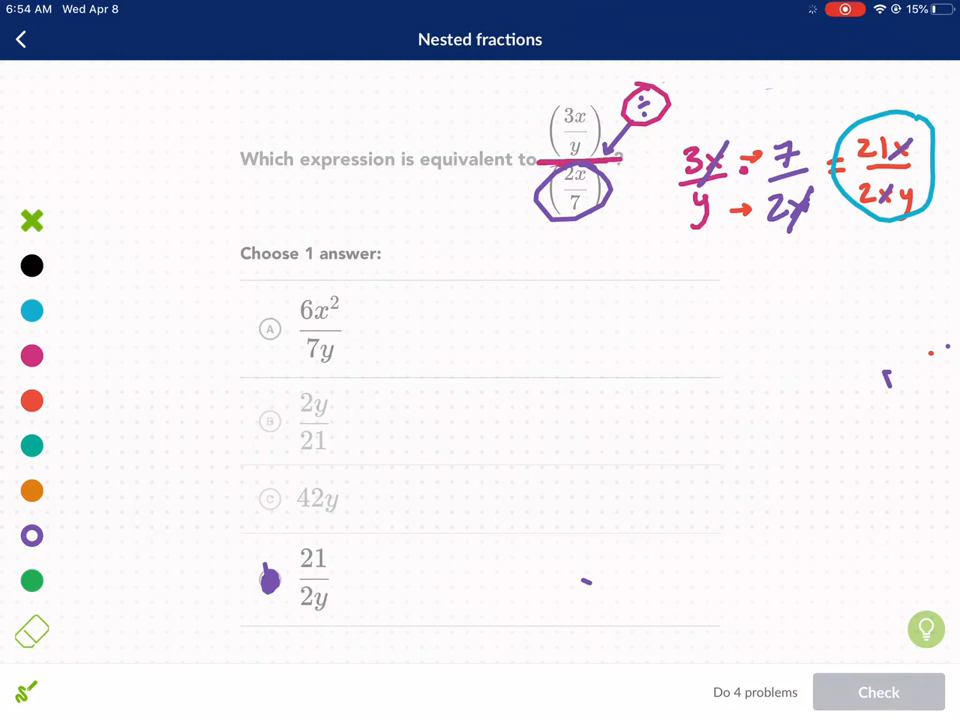 6:54 AM Wed Apr 8 15%
Nested fractions
Which expression is equivalent to (3x/y)/(2x/7) ?
÷
3x/y · 7/2x = 21x/2xy
Choose 1 answer:
A 6x²/7y
B 2y/21
C 42y
21/2y
Do 4 problems
Check